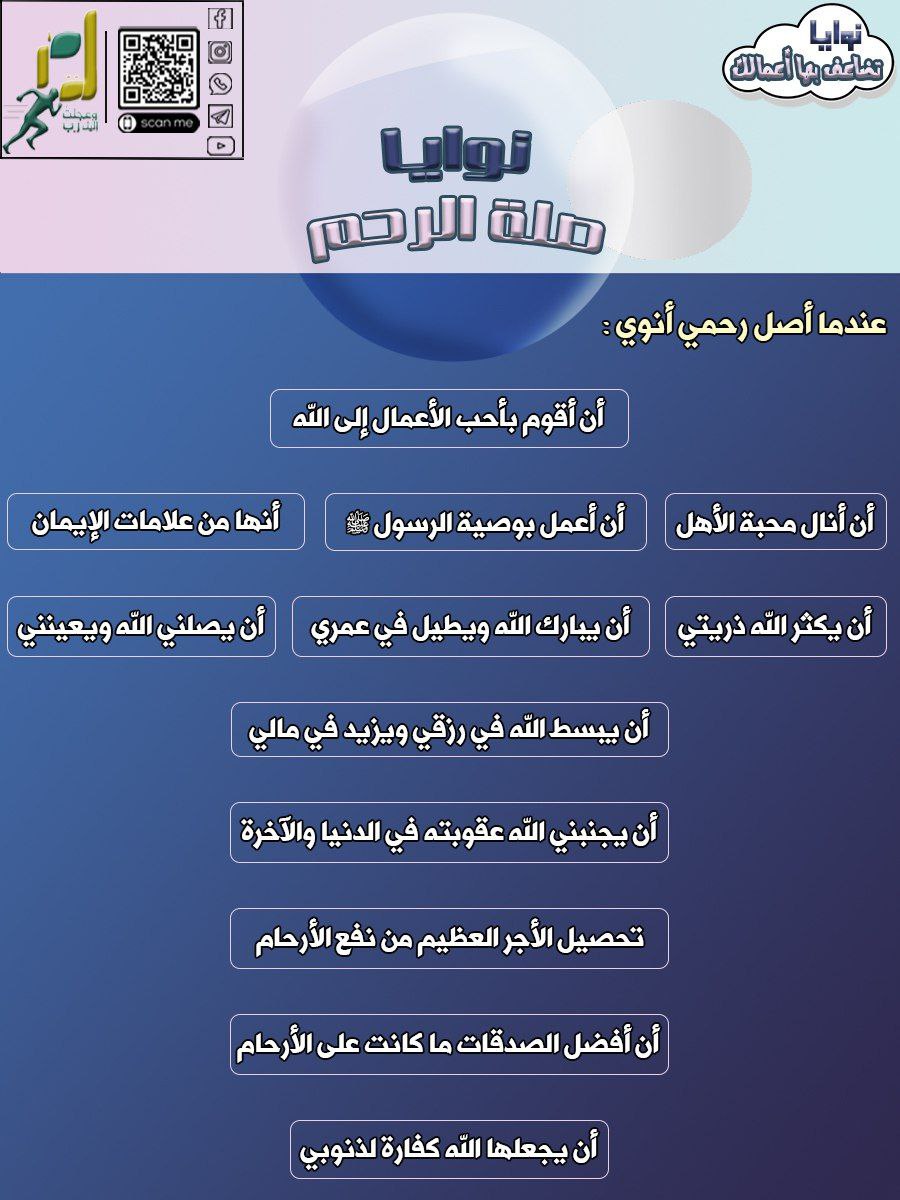 نوايا
تضاعف بها أعمالك
وعجلت
إليك رب
scan me
نوايا
صلة الرحم
عندما أصل رحمي أنوي :
أن أقوم بأحب الأعمال إلى الله
أن أنال محبة الأهل
أن أعمل بوصية الرسول ﷺ
أنها من علامات الإيمان
أن يكثر الله ذريتي
أن يبارك الله ويطيل في عمري
أن يصلني الله ويعينني
أن يبسط الله في رزقي ويزيد في مالي
أن يجنبني الله عقوبته في الدنيا والآخرة
تحصيل الأجر العظيم من نفع الأرحام
أن أفضل الصدقات ما كانت على الأرحام
أن يجعلها الله كفارة لذنوبي